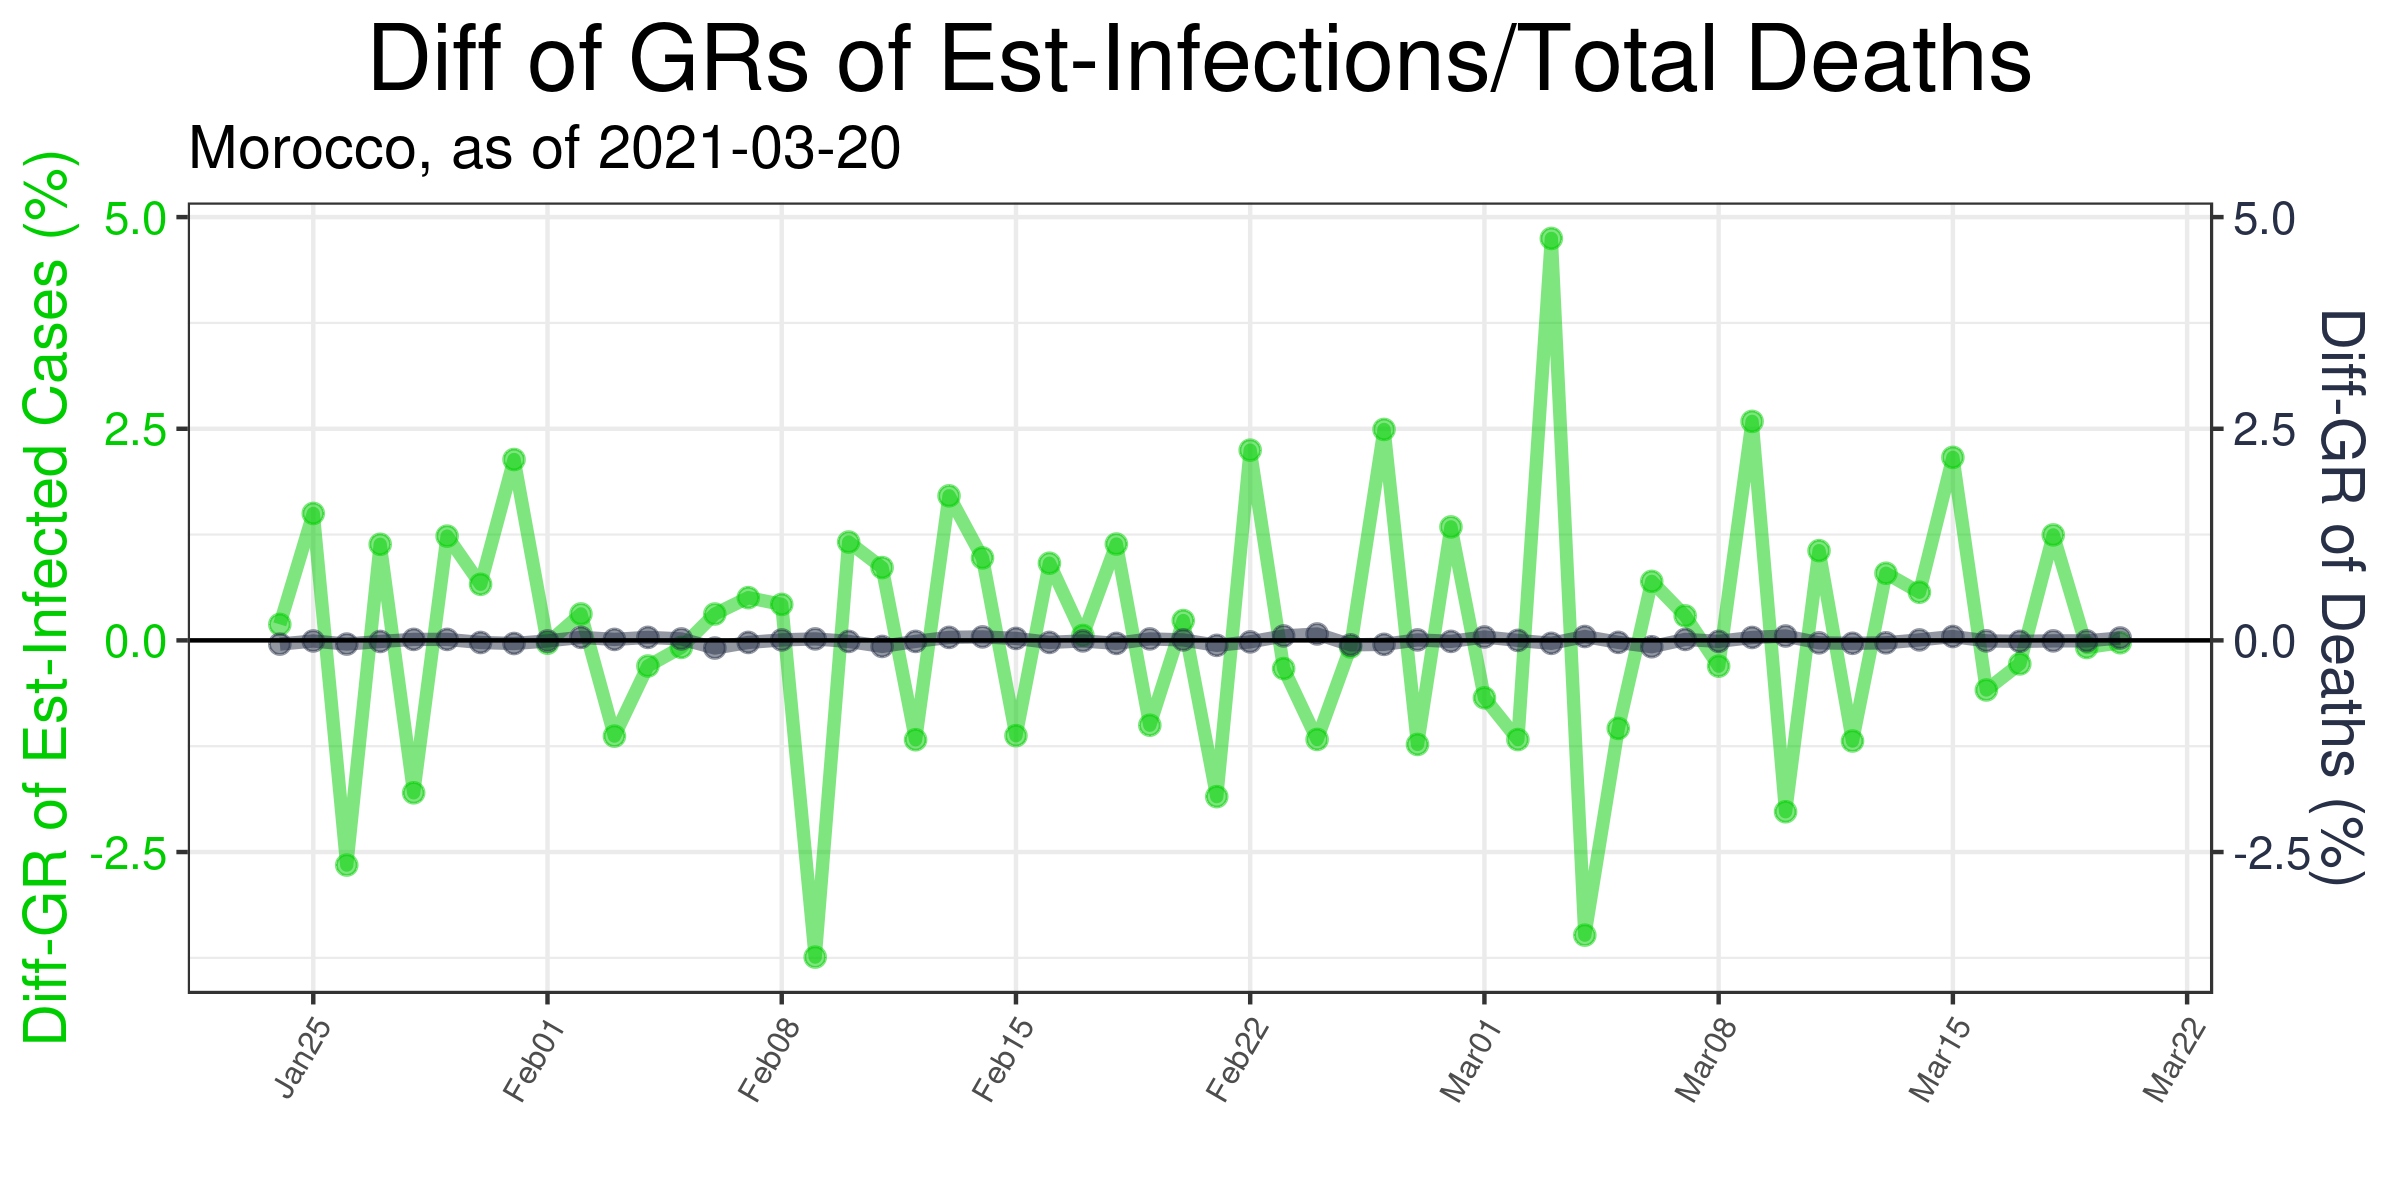 Diff of GRs of Est-Infections/Total Deaths
Morocco, as of 2021-03-20
Diff-GR of Est-Infected Cases (%)
5.0
2.5
0.0
-2.5
5.0
2.5
0.0
-2.5
Diff-GR of Deaths (%)
Jan25
Feb01
Feb08
Feb15
Feb22
Mar01
Mar08
Mar15
Mar22